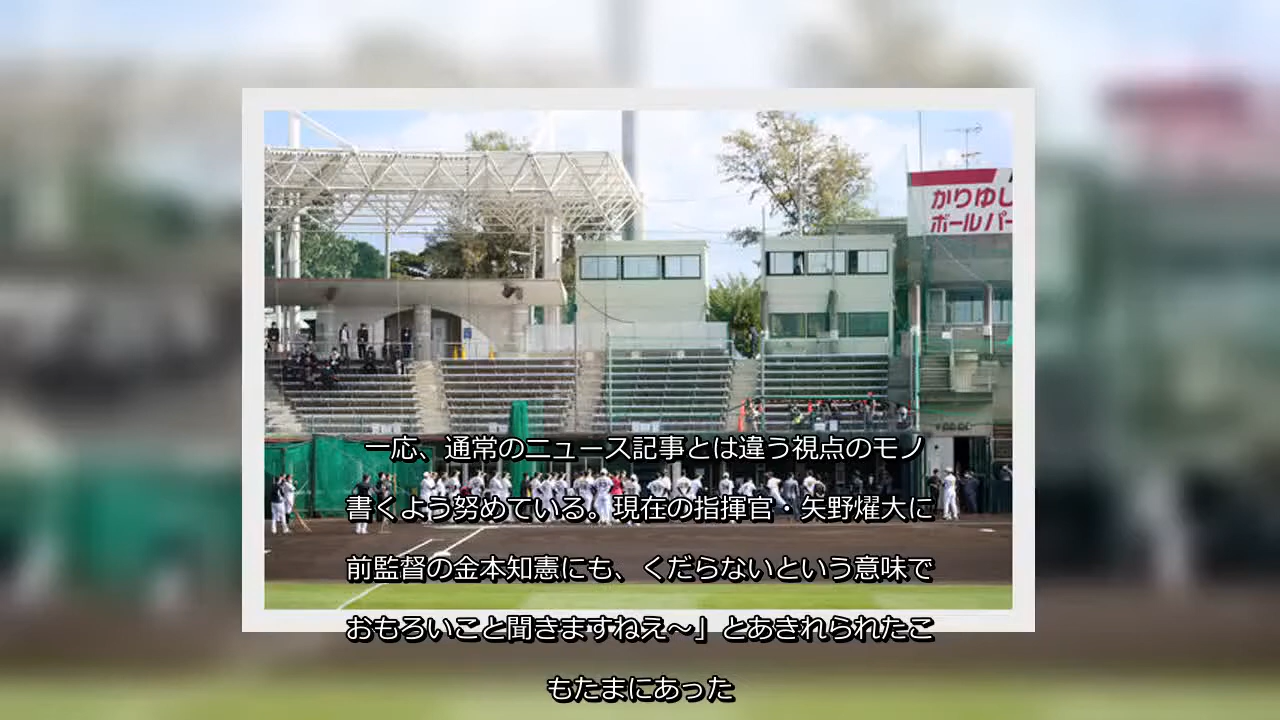 かりゆし
ボールパー
一応、通常のニュース記事とは違う視点のモノ
書くよう努めている。現在の指揮官・矢野燿大に
前監督の金本知憲にも、くだらないという意味で
おもろいこと聞きますねえ〜」とあきれられたこ
もたまにあった